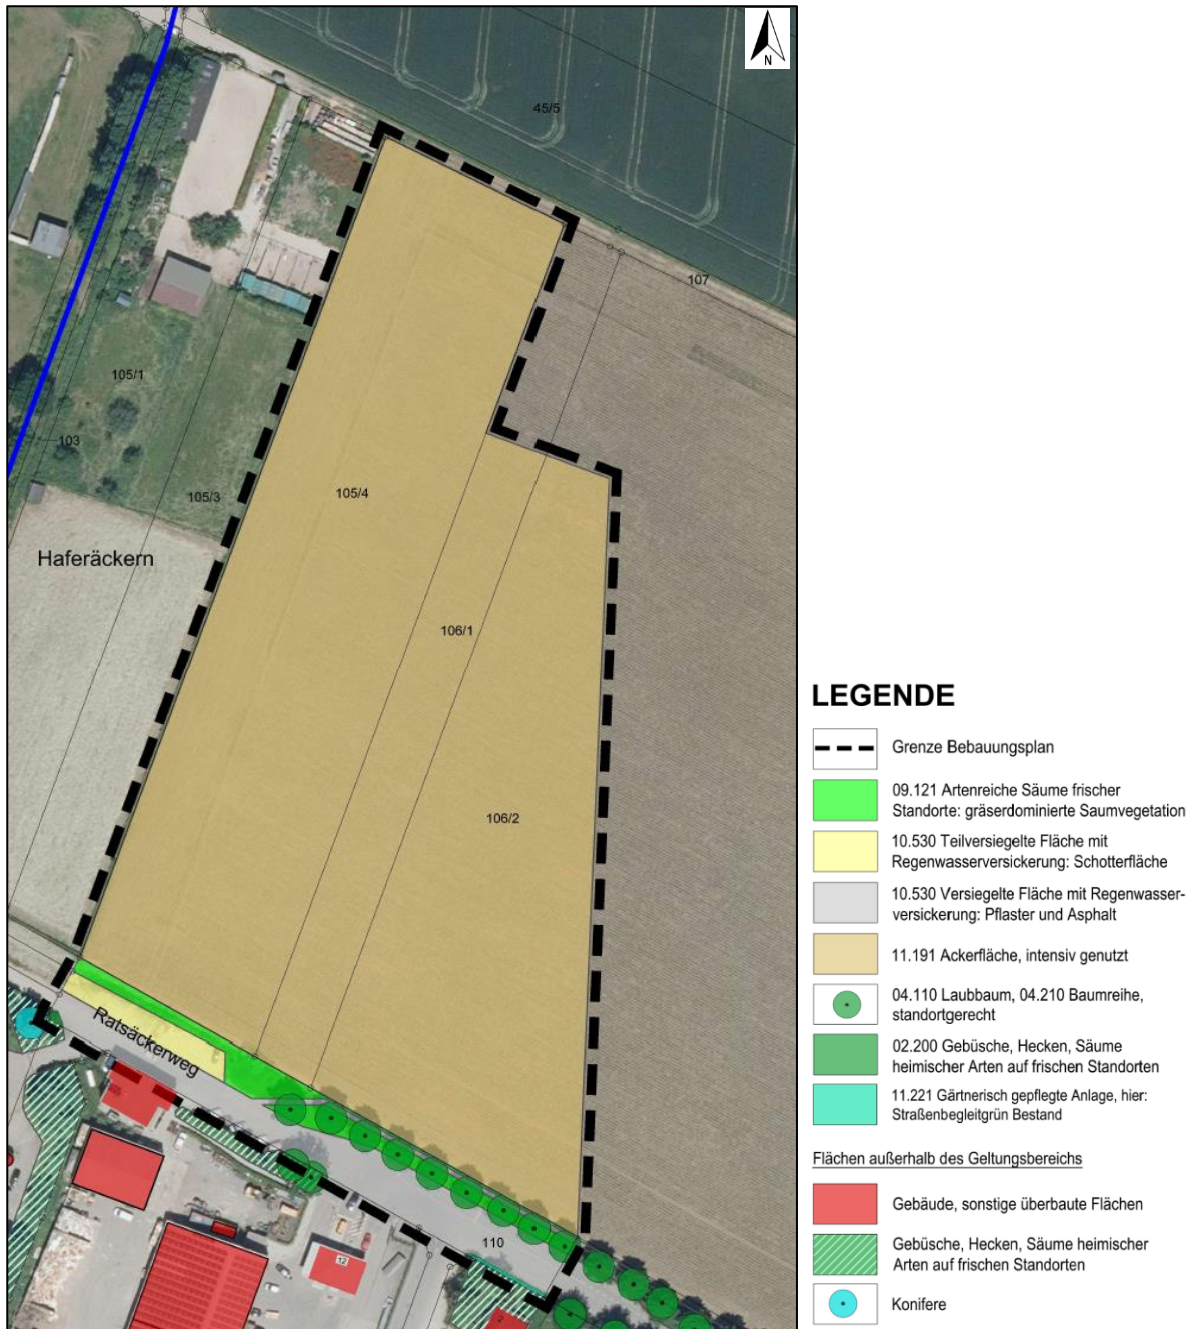 N
45/5
107
105/1
103
105/3
105/4
Haferäckern
106/1
106/2
Ratsäckerweg
110
12
2
LEGENDE
Grenze Bebauungsplan
09.121 Artenreiche Säume frischer
Standorte: gräserdominierte Saumvegetation
10.530 Teilversiegelte Fläche mit
Regenwasserversickerung: Schotterfläche
10.530 Versiegelte Fläche mit Regenwasser-
versickerung: Pflaster und Asphalt
11.191 Ackerfläche, intensiv genutzt
04.110 Laubbaum, 04.210 Baumreihe,
standortgerecht
02.200 Gebüsche, Hecken, Säume
heimischer Arten auf frischen Standorten
11.221 Gärtnerisch gepflegte Anlage, hier:
Straßenbegleitgrün Bestand
Flächen außerhalb des Geltungsbereichs
Gebäude, sonstige überbaute Flächen
Gebüsche, Hecken, Säume heimischer
Arten auf frischen Standorten
Konifere